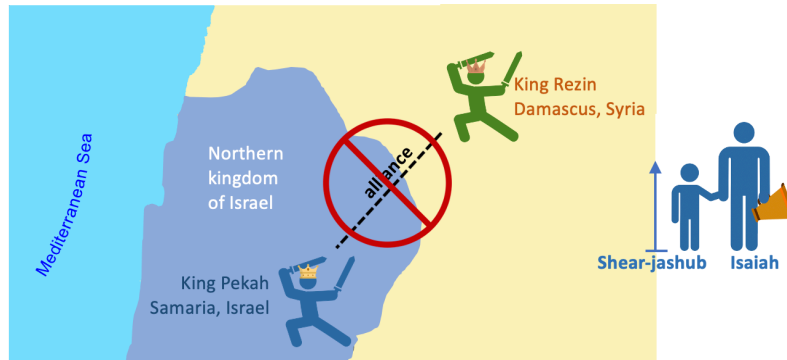 Mediterranean Sea
Northern
kingdom
of Israel
alliance
King Rezin
Damascus, Syria
King Pekah
Samaria, Israel
Shear-jashub
Isaiah